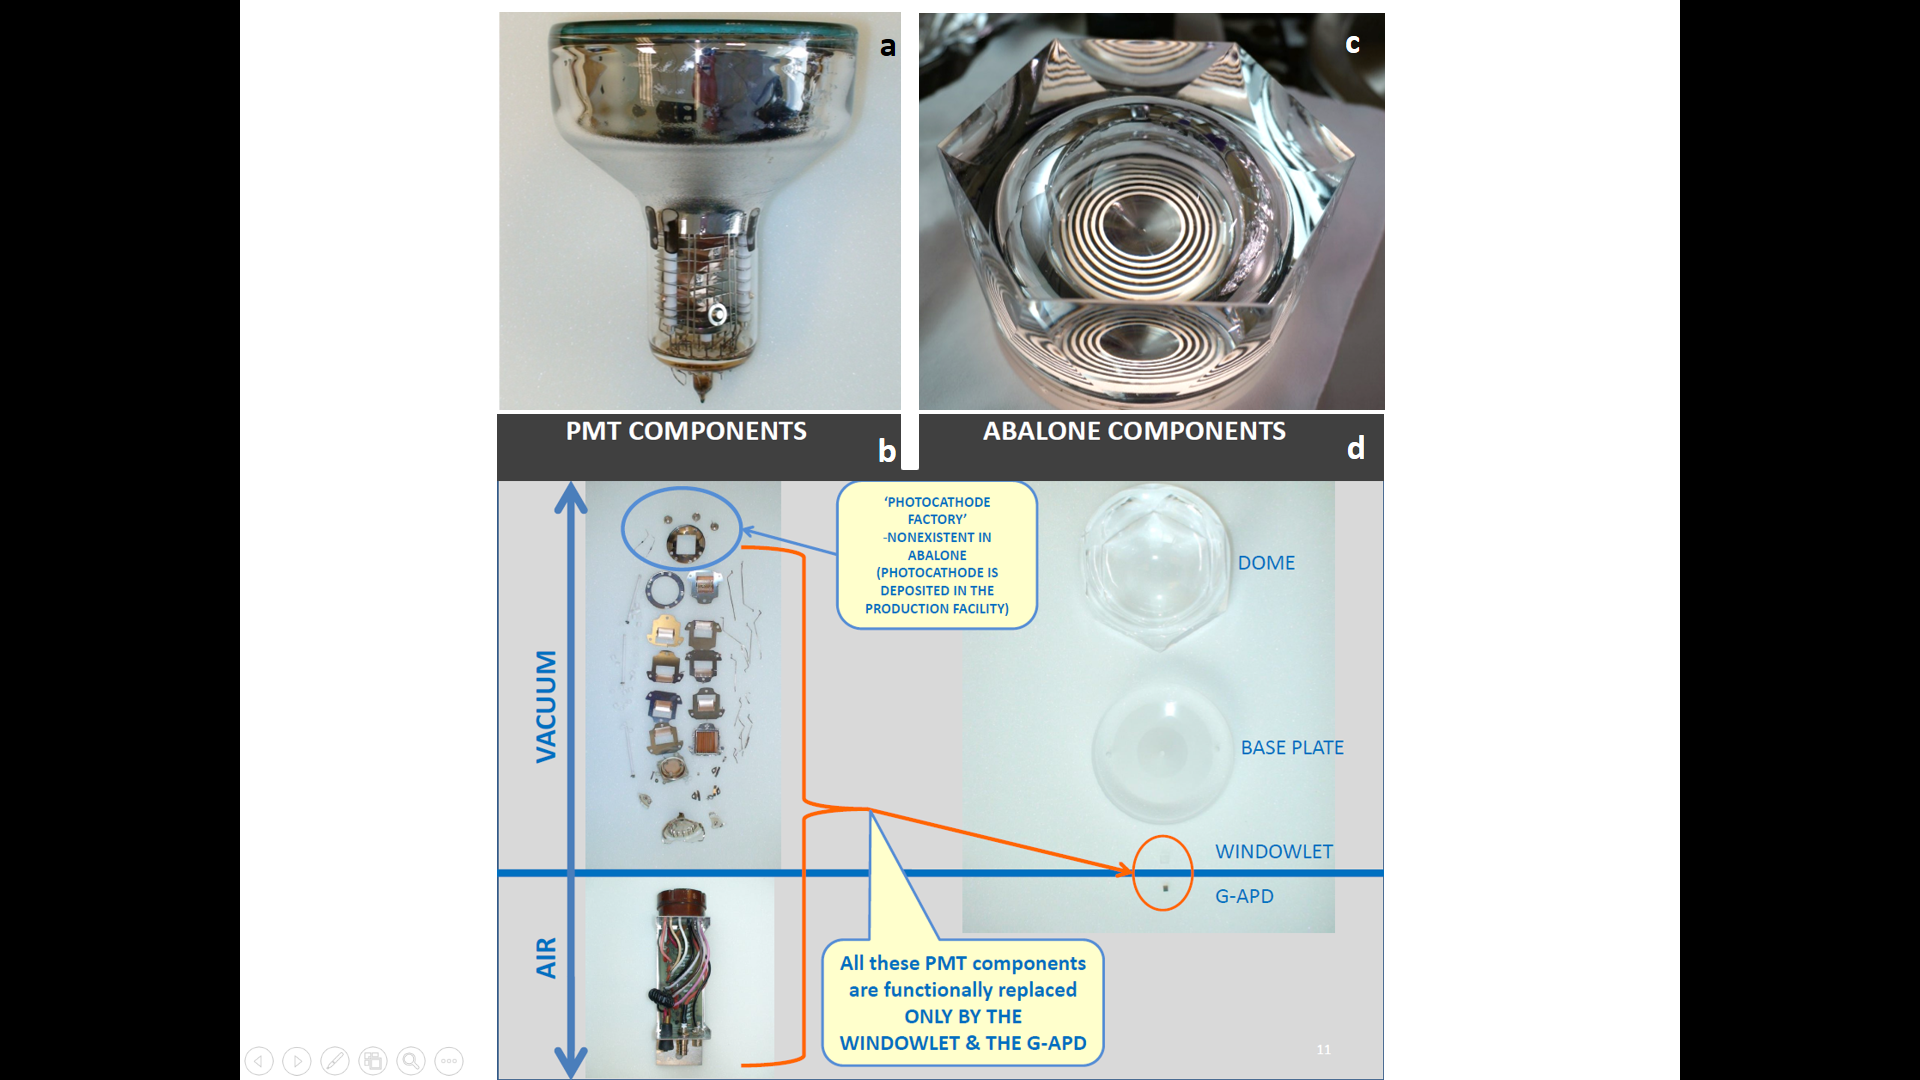 a
c
PMT COMPONENTS
b
ABALONE COMPONENTS
d
‘PHOTOCATHODE
FACTORY’
-NONEXISTENT IN
ABALONE
(PHOTOCATHODE IS
DEPOSITED IN THE
PRODUCTION FACILITY)
DOME
VACUUM
BASE PLATE
WINDOWLET
G-APD
AIR
All these PMT components
are functionally replaced
ONLY BY THE
WINDOWLET & THE G-APD
11